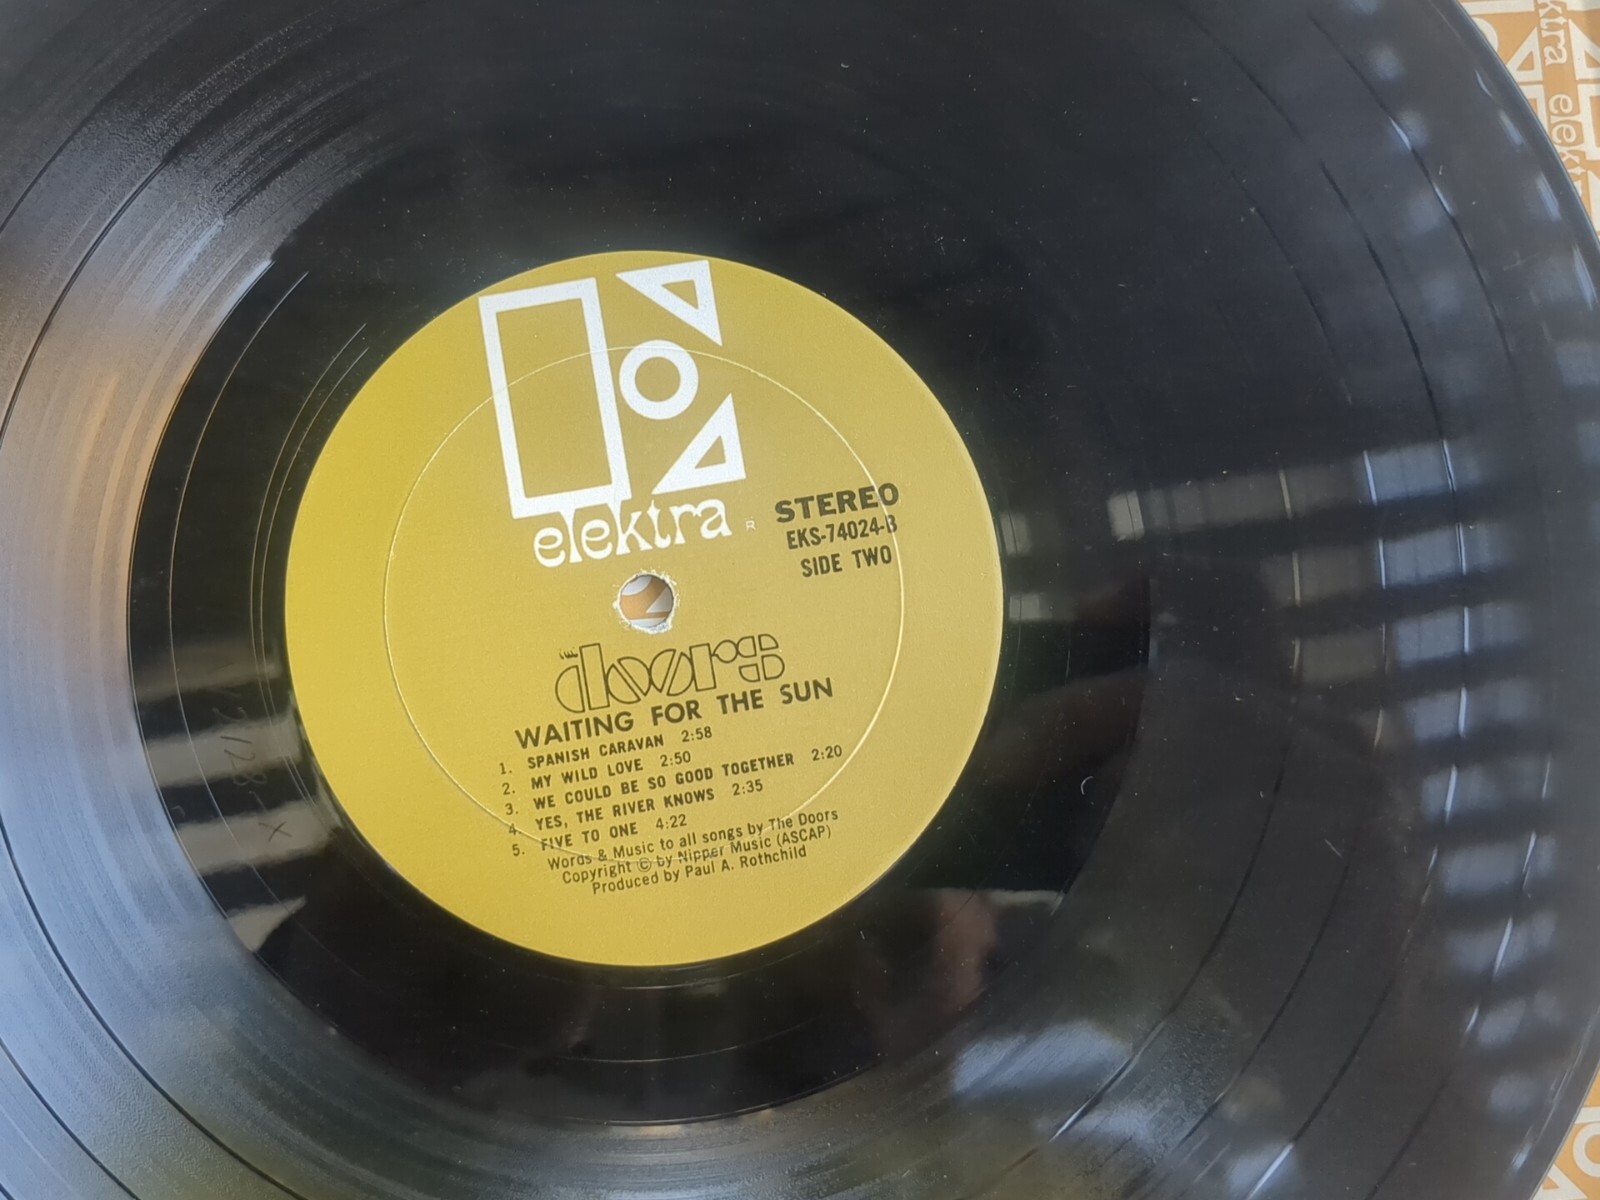 elektra
elektra ®
STEREO
EKS-74024-B
SIDE TWO
THE doors
WAITING FOR THE SUN
1. SPANISH CARAVAN 2:58
2. MY WILD LOVE 2:50
3. WE COULD BE SO GOOD TOGETHER 2:20
4. YES, THE RIVER KNOWS 2:35
5. FIVE TO ONE 4:22
Words & Music to all songs by The Doors
Copyright © by Nipper Music (ASCAP)
Produced by Paul A. Rothchild